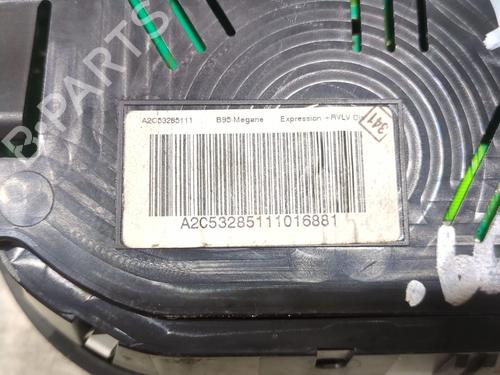 A2C53285111 B95 Megane Expression +RVLV
341
A2C53285111016881
B-PARTS